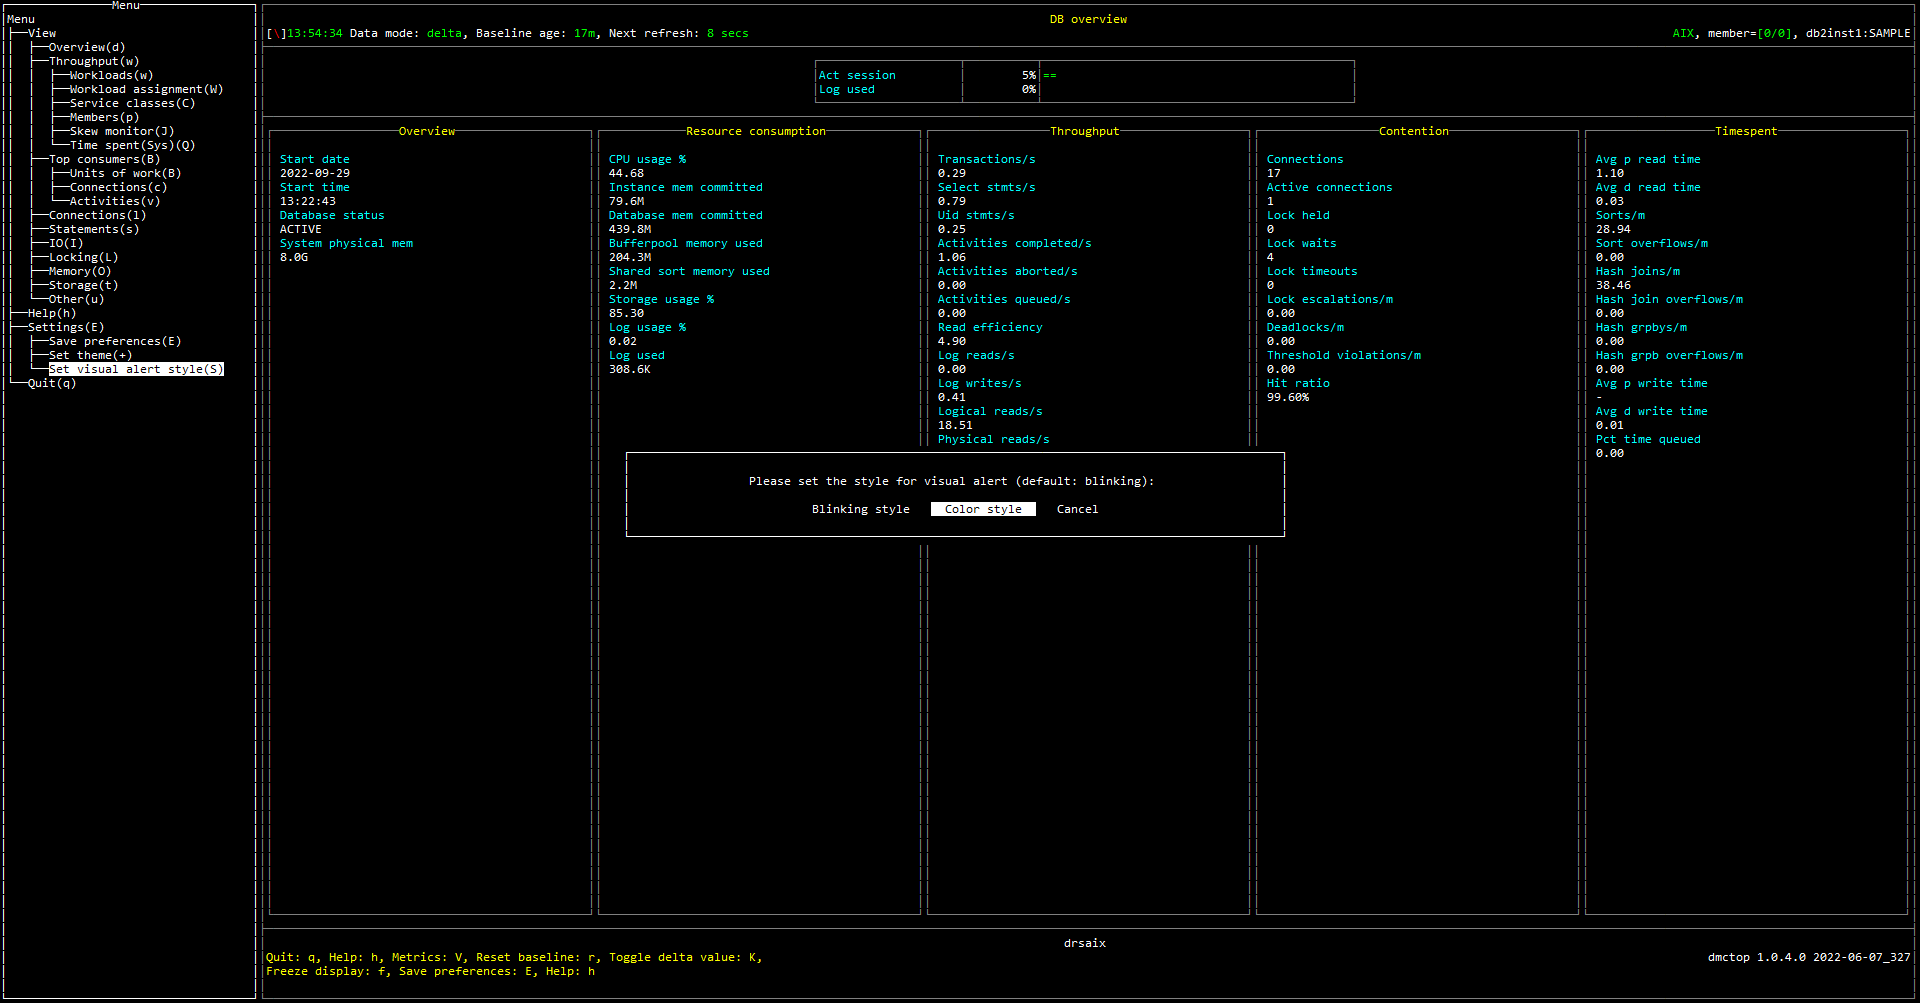 Menu
Menu
View
Overview(d)
Throughput(w)
Workloads(w)
Workload assignment(W)
Service classes(C)
Members(p)
Skew monitor(J)
Time spent(Sys)(Q)
Top consumers(B)
Units of work(B)
Connections(c)
Activities(v)
Connections(l)
Statements(s)
IO(I)
Locking(L)
Memory(O)
Storage(t)
Other(u)
Help(h)
Settings(E)
Save preferences(E)
Set theme(+)
Set visual alert style(S)
Quit(q)
DB overview
[\]13:54:34 Data mode: delta, Baseline age: 17m, Next refresh: 8 secs
AIX, member=[0/0], db2inst1:SAMPLE
Act session 5% ==
Log used 0%
Overview
Start date
2022-09-29
Start time
13:22:43
Database status
ACTIVE
System physical mem
8.0G
Resource consumption
CPU usage %
44.68
Instance mem committed
79.6M
Database mem committed
439.8M
Bufferpool memory used
204.3M
Shared sort memory used
2.2M
Storage usage %
85.30
Log usage %
0.02
Log used
308.6K
Throughput
Transactions/s
0.29
Select stmts/s
0.79
Uid stmts/s
0.25
Activities completed/s
1.06
Activities aborted/s
0.00
Activities queued/s
0.00
Read efficiency
4.90
Log reads/s
0.00
Log writes/s
0.41
Logical reads/s
18.51
Physical reads/s
Contention
Connections
17
Active connections
1
Lock held
0
Lock waits
4
Lock timeouts
0
Lock escalations/m
0.00
Deadlocks/m
0.00
Threshold violations/m
0.00
Hit ratio
99.60%
Timespent
Avg p read time
1.10
Avg d read time
0.03
Sorts/m
28.94
Sort overflows/m
0.00
Hash joins/m
38.46
Hash join overflows/m
0.00
Hash grpbys/m
0.00
Hash grpb overflows/m
0.00
Avg p write time
-
Avg d write time
0.01
Pct time queued
0.00
Please set the style for visual alert (default: blinking):
Blinking style Color style Cancel
drsaix
Quit: q, Help: h, Metrics: V, Reset baseline: r, Toggle delta value: K,
Freeze display: f, Save preferences: E, Help: h
dmctop 1.0.4.0 2022-06-07_327